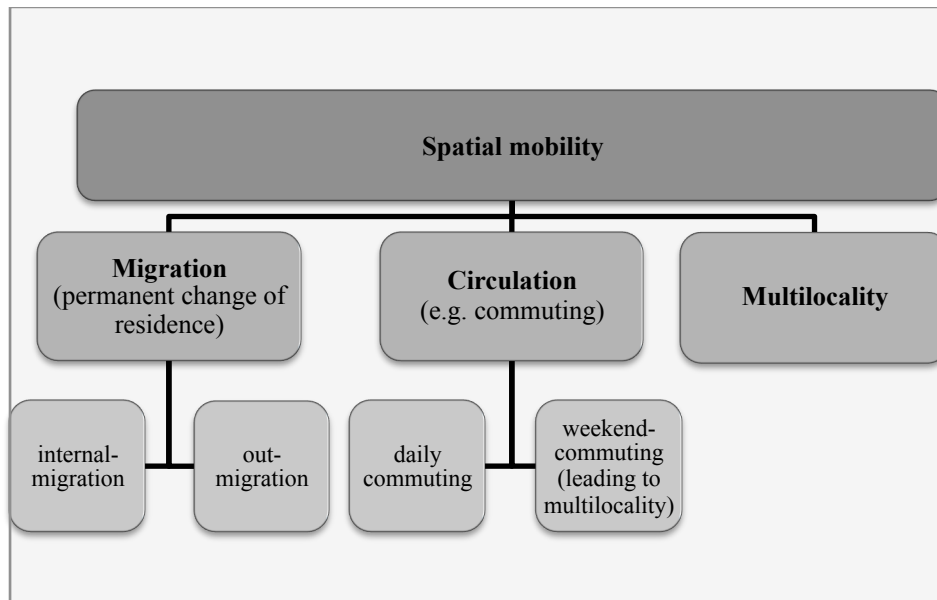 Spatial mobility
Migration
(permanent change of
residence)
Circulation
(e.g. commuting)
Multilocality
internal-
migration
out-
migration
daily
commuting
weekend-
commuting
(leading to
multilocality)